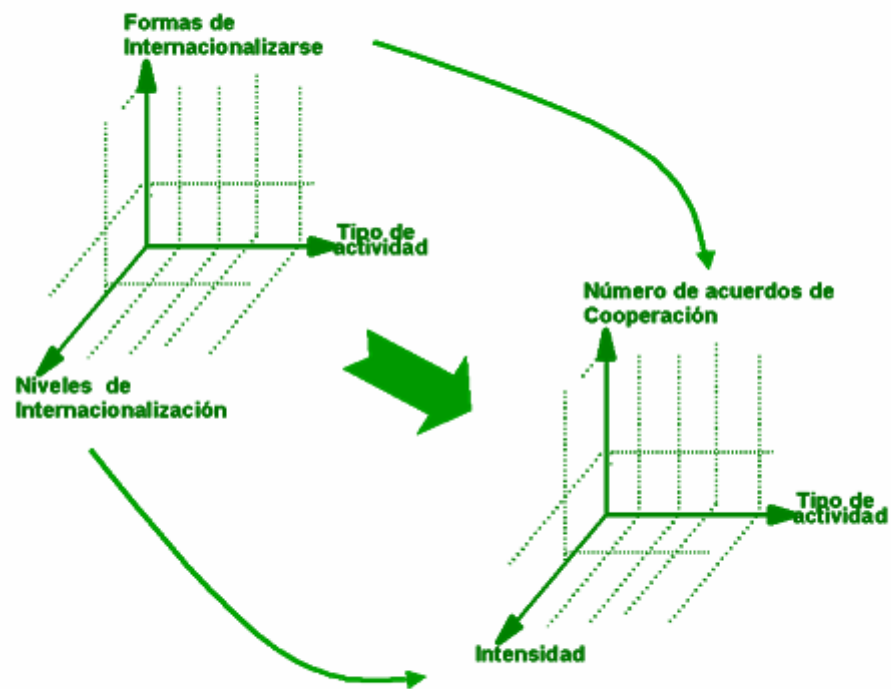 Formas de
Internacionalizarse
Tipo de
actividad
Niveles de
Internacionalización
Número de acuerdos de
Cooperación
Tipo de
actividad
Intensidad